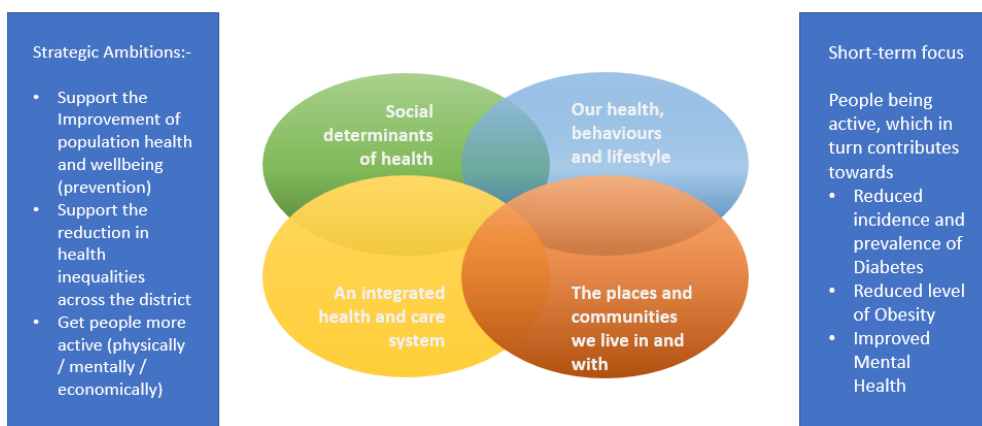 Strategic Ambitions:-
• Support the
Improvement of
population health
and wellbeing
(prevention)
• Support the
reduction in
health
inequalities
across the district
• Get people more
active (physically
/ mentally /
economically)
Social
determinants
of health
Our health,
behaviours
and lifestyle
An integrated
health and care
system
The places and
communities
we live in and
with
Short-term focus
People being
active, which in
turn contributes
towards
• Reduced
incidence and
prevalence of
Diabetes
• Reduced level
of Obesity
• Improved
Mental
Health